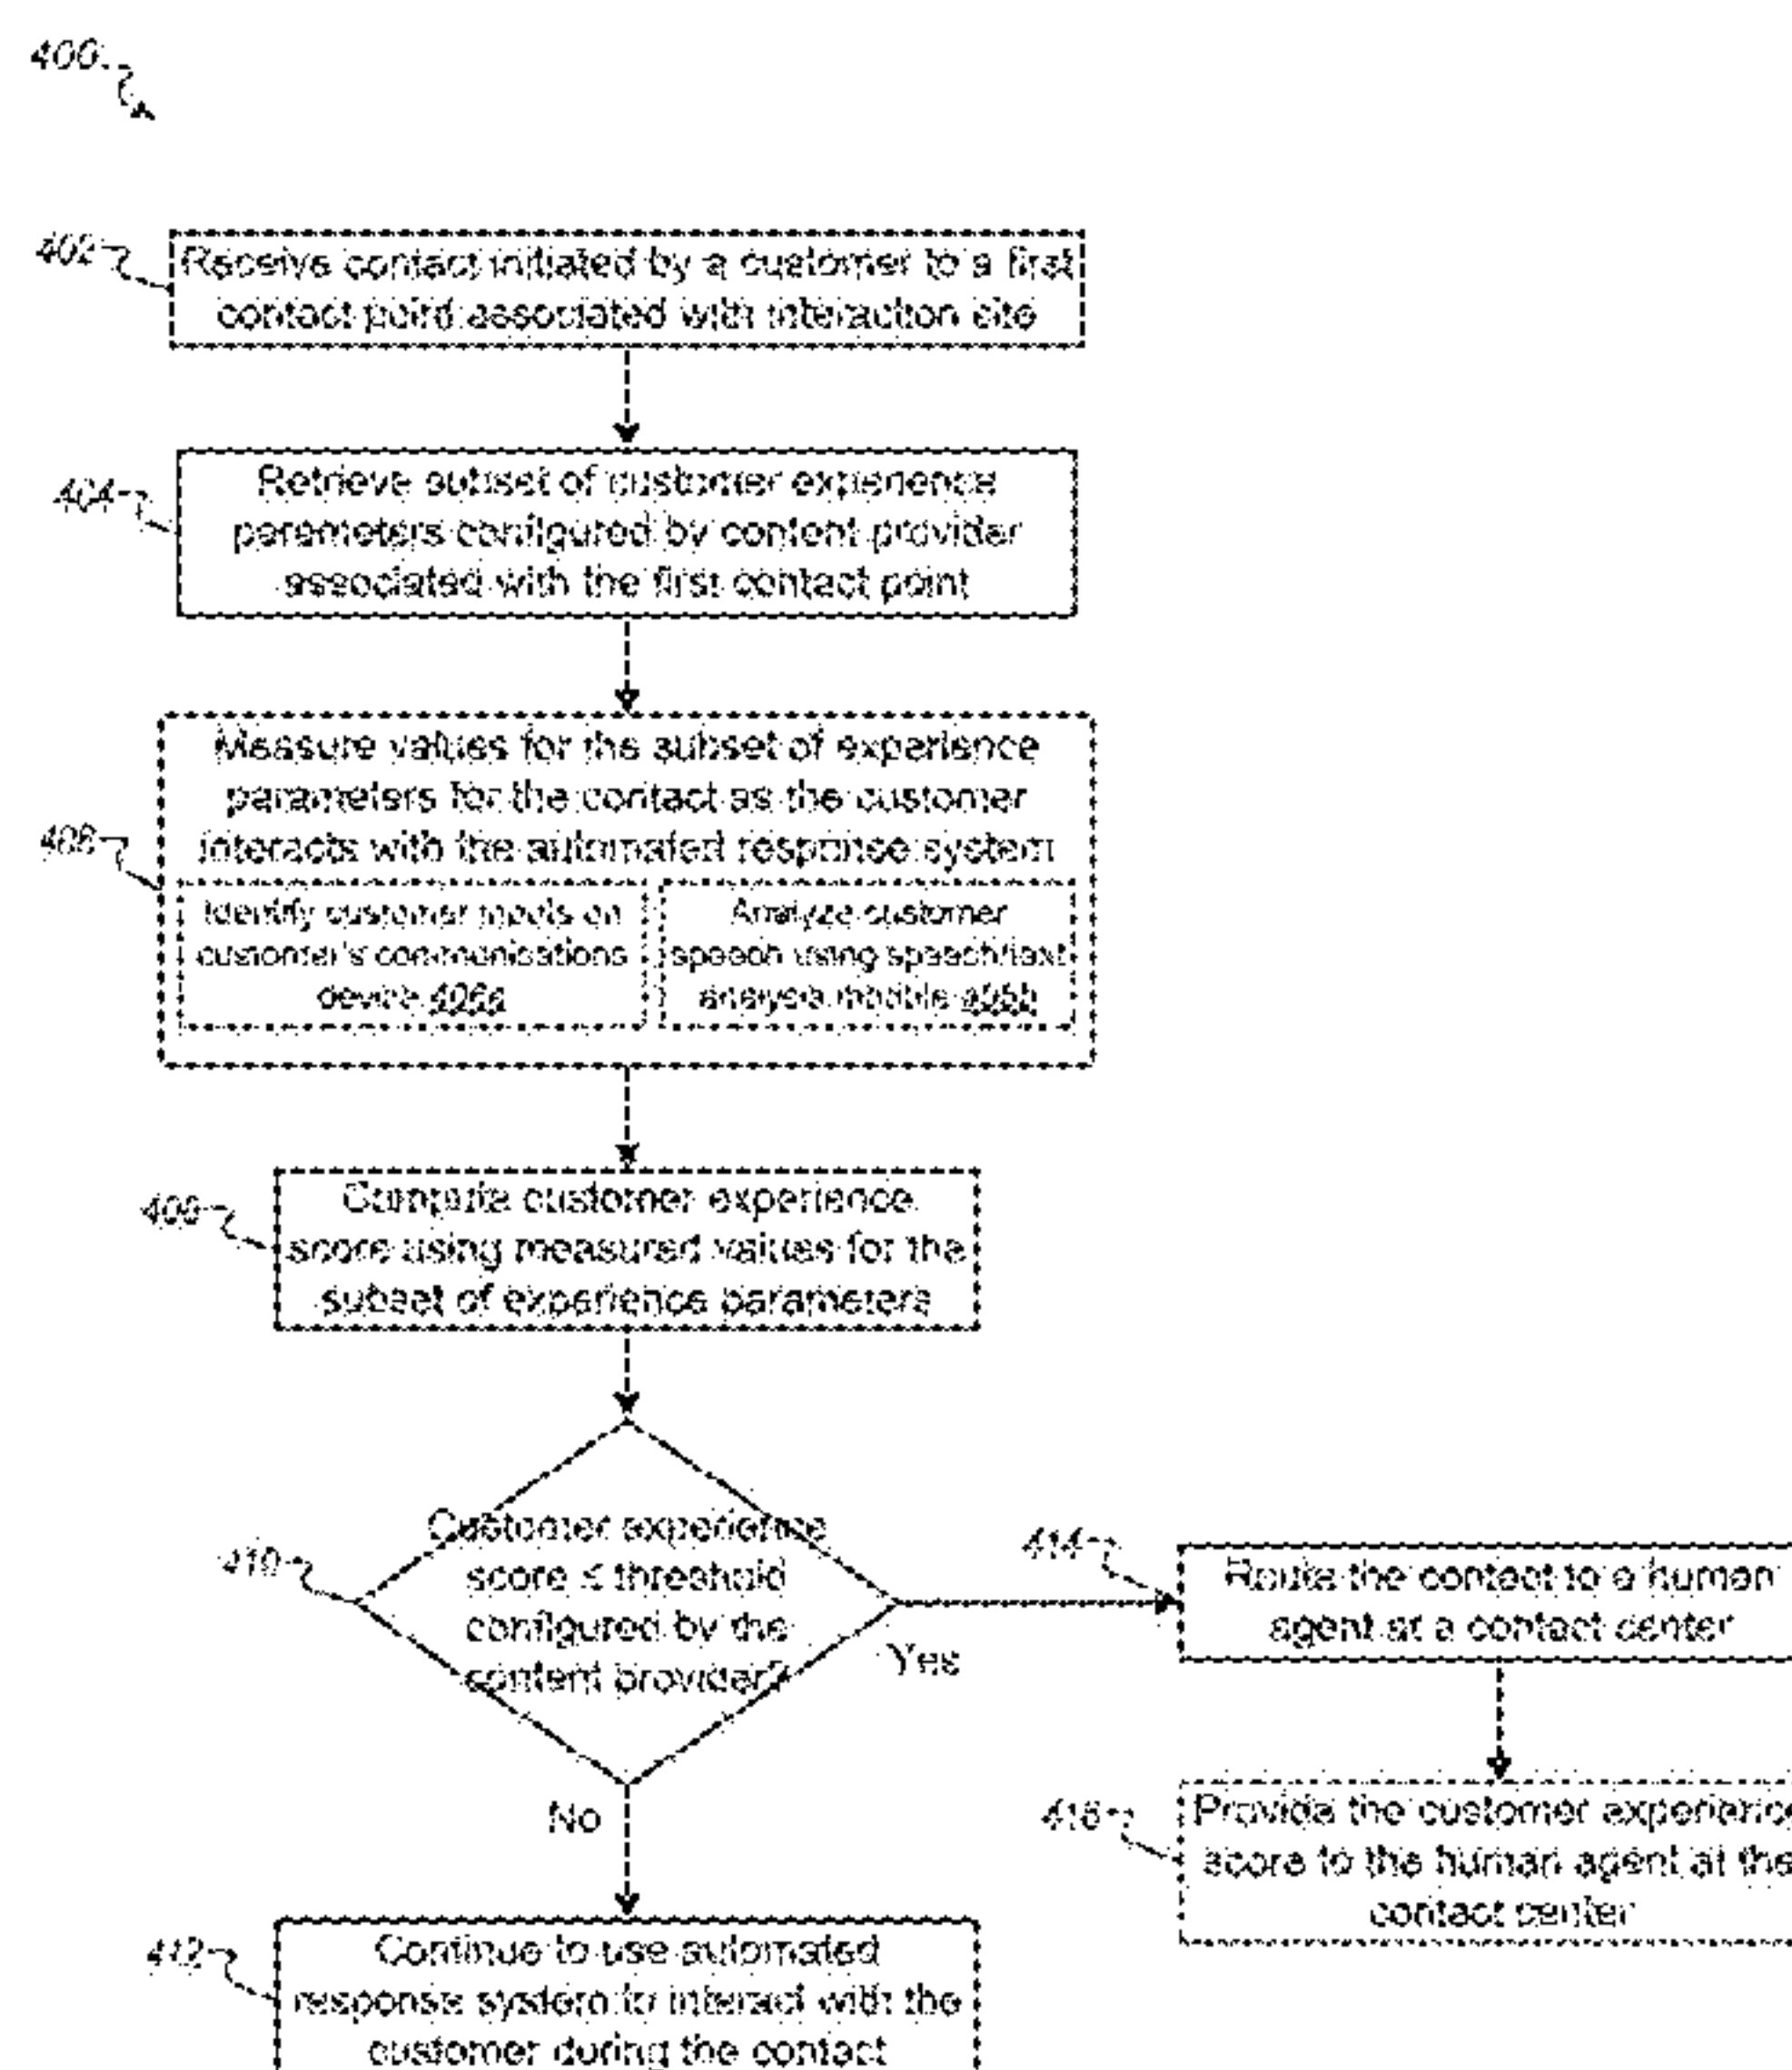 400
402
Receive contact initiated by a customer to a first
contact point associated with interaction site
404
Retrieve subset of customer experience
parameters configured by content provider
associated with the first contact point
Measure values for the subset of experience
parameters for the contact as the customer
406
interacts with the automated response system
Identify customer inputs on
customer's communications
device 406a
Analyze customer
speech using speech/text
analysis module 406b
Compute customer experience
408
score using measured values for the
subset of experience parameters
Customer experience
score ≤ threshold
configured by the
content provider?
410
Yes
No
414
Route the contact to a human
agent at a contact center
416
Provide the customer experience
score to the human agent at the
contact center
412
Continue to use automated
response system to interact with the
customer during the contact